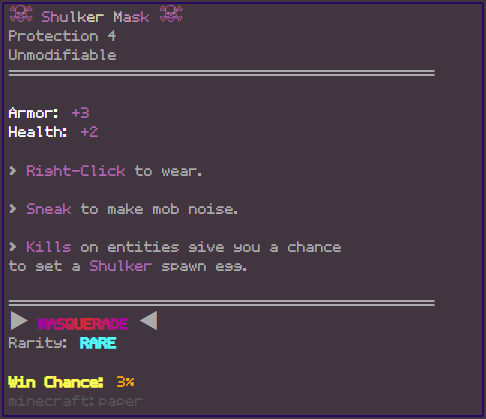 ☠ Shulker Mask ☠
Protection 4
Unmodifiable
Armor: +3
Health: +2
> Right-Click to wear.
> Sneak to make mob noise.
> Kills on entities give you a chance
to get a Shulker spawn egg.
▶ MASQUERADE ◀
Rarity: RARE
Win Chance: 3%
minecraft:paper